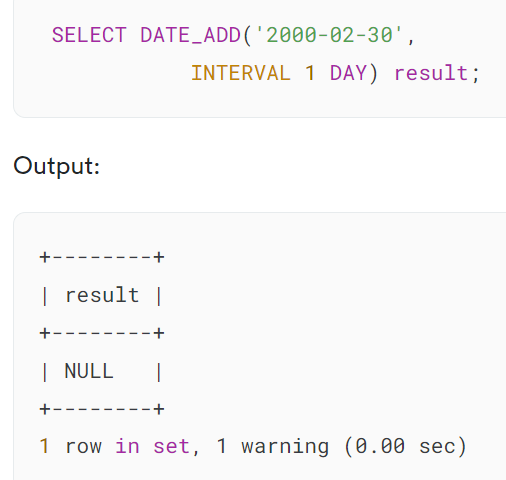 SELECT DATE_ADD('2000-02-30',
INTERVAL 1 DAY) result;
Output:
+--------+
| result |
+--------+
| NULL   |
+--------+
1 row in set, 1 warning (0.00 sec)